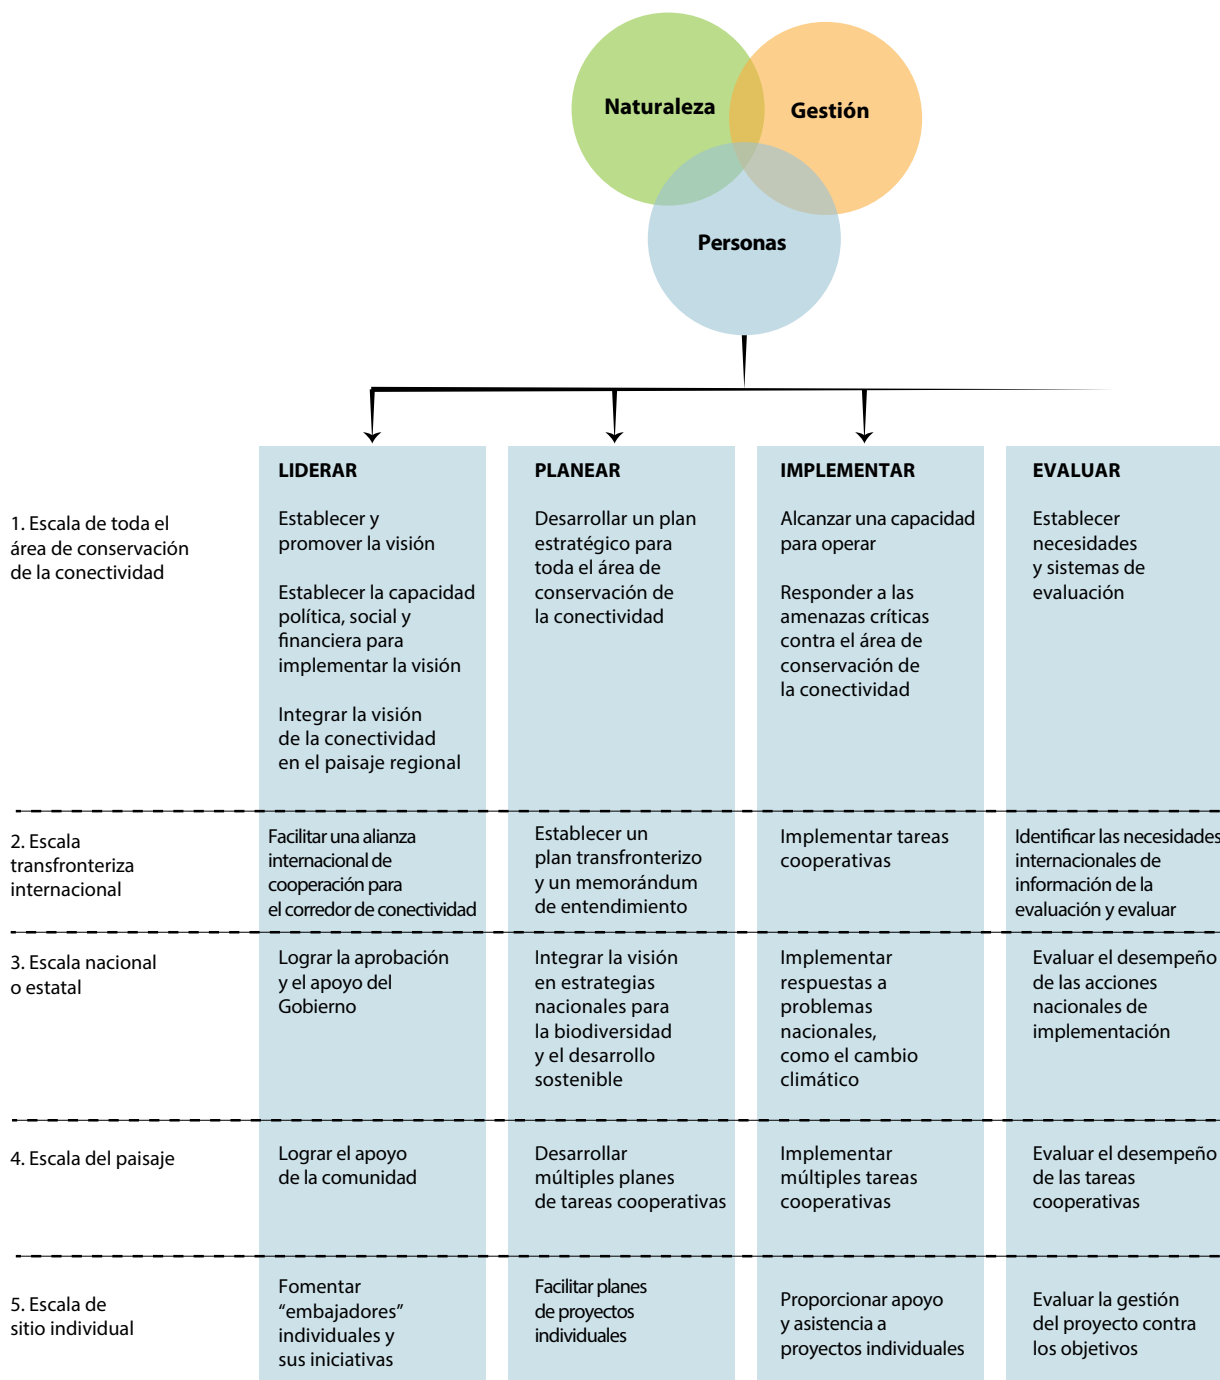 Naturaleza
Gestión
Personas
LIDERAR
PLANEAR
IMPLEMENTAR
EVALUAR
1. Escala de toda el
área de conservación
de la conectividad
Establecer y
promover la visión
Establecer la capacidad
política, social y
financiera para
implementar la visión
Integrar la visión
de la conectividad
en el paisaje regional
Desarrollar un plan
estratégico para
toda el área de
conservación de
la conectividad
Alcanzar una capacidad
para operar
Responder a las
amenazas críticas
contra el área de
conservación de
la conectividad
Establecer
necesidades
y sistemas de
evaluación
2. Escala
transfronteriza
internacional
Facilitar una alianza
internacional de
cooperación para
el corredor de conectividad
Establecer un
plan transfronterizo
y un memorándum
de entendimiento
Implementar tareas
cooperativas
Identificar las necesidades
internacionales de
información de la
evaluación y evaluar
3. Escala nacional
o estatal
Lograr la aprobación
y el apoyo del
Gobierno
Integrar la visión
en estrategias
nacionales para
la biodiversidad
y el desarrollo
sostenible
Implementar
respuestas a
problemas
nacionales,
como el cambio
climático
Evaluar el desempeño
de las acciones
nacionales de
implementación
4. Escala del paisaje
Lograr el apoyo
de la comunidad
Desarrollar
múltiples planes
de tareas cooperativas
Implementar
múltiples tareas
cooperativas
Evaluar el desempeño
de las tareas
cooperativas
5. Escala de
sitio individual
Fomentar
“embajadores”
individuales y
sus iniciativas
Facilitar planes
de proyectos
individuales
Proporcionar apoyo
y asistencia a
proyectos individuales
Evaluar la gestión
del proyecto contra
los objetivos